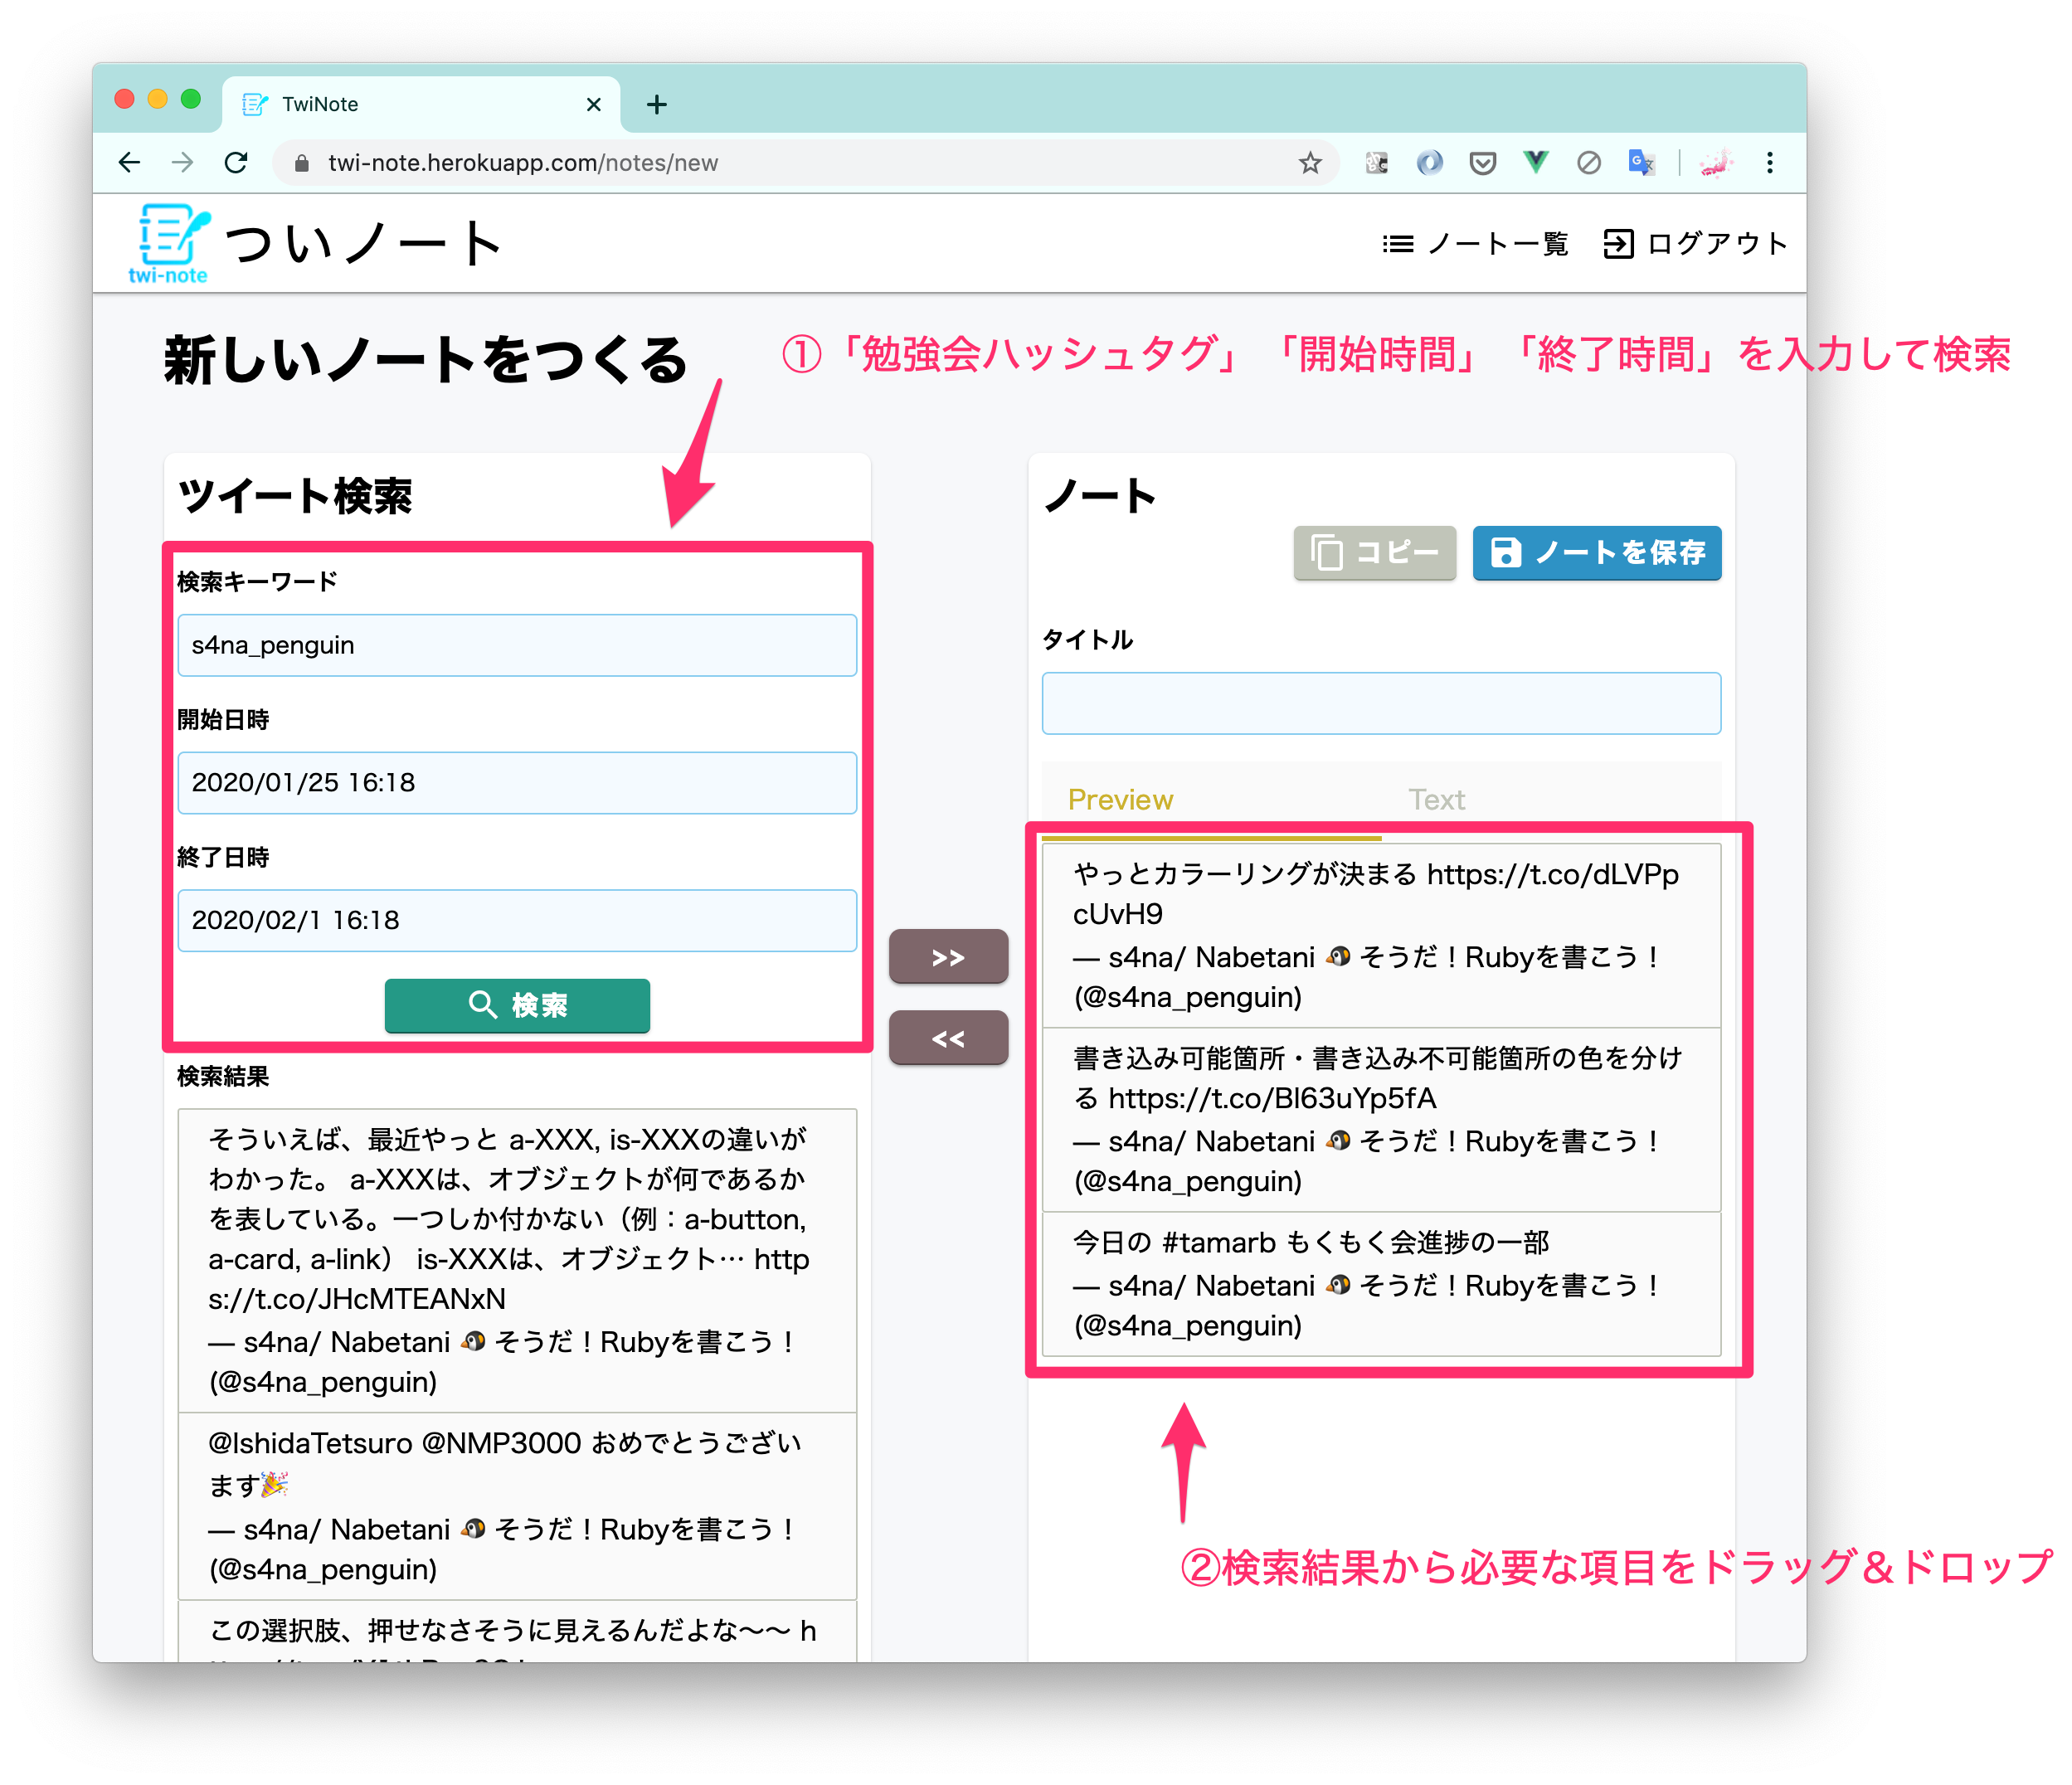 TwiNote
twi-note.herokuapp.com/notes/new
twi-note
ついノート
ノート一覧
ログアウト
新しいノートをつくる
①「勉強会ハッシュタグ」「開始時間」「終了時間」を入力して検索
ツイート検索
検索キーワード
s4na_penguin
開始日時
2020/01/25 16:18
終了日時
2020/02/1 16:18
検索
検索結果
そういえば、最近やっと a-XXX, is-XXXの違いが
わかった。 a-XXXは、オブジェクトが何であるか
を表している。一つしか付かない（例：a-button,
a-card, a-link） is-XXXは、オブジェクト… http
s://t.co/JHcMTEANxN
— s4na/ Nabetani 🐧 そうだ！Rubyを書こう！
(@s4na_penguin)
@IshidaTetsuro @NMP3000 おめでとうござい
ます🎉
— s4na/ Nabetani 🐧 そうだ！Rubyを書こう！
(@s4na_penguin)
この選択肢、押せなさそうに見えるんだよな〜〜 h
>>
<<
ノート
コピー
ノートを保存
タイトル
Preview
Text
やっとカラーリングが決まる https://t.co/dLVPp
cUvH9
— s4na/ Nabetani 🐧 そうだ！Rubyを書こう！
(@s4na_penguin)
書き込み可能箇所・書き込み不可能箇所の色を分け
る https://t.co/Bl63uYp5fA
— s4na/ Nabetani 🐧 そうだ！Rubyを書こう！
(@s4na_penguin)
今日の #tamarb もくもく会進捗の一部
— s4na/ Nabetani 🐧 そうだ！Rubyを書こう！
(@s4na_penguin)
②検索結果から必要な項目をドラッグ＆ドロップ